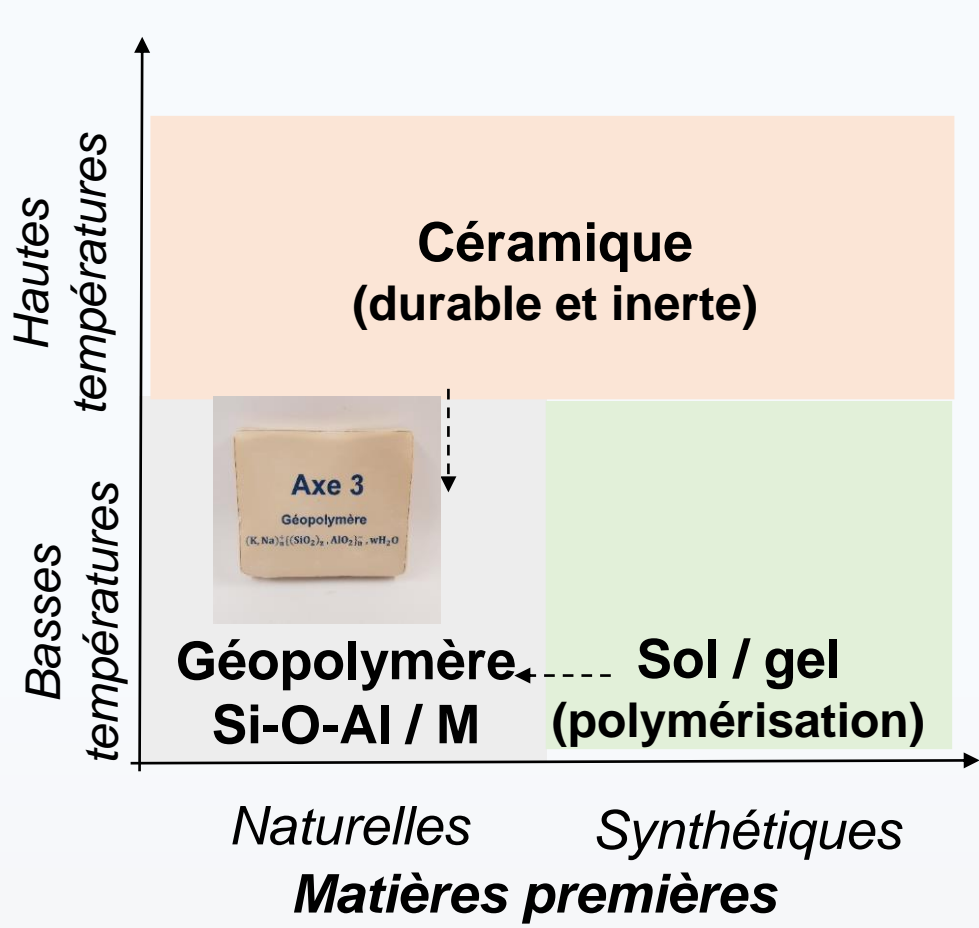 Hautes
températures
Céramique
(durable et inerte)
Basses
températures
Axe 3
Géopolymère
(K, Na)ₙ⁺{(SiO₂)z, AlO₂}ₙ⁻, wH₂O
Géopolymère
Si-O-Al / M
Sol / gel
(polymérisation)
Naturelles
Synthétiques
Matières premières